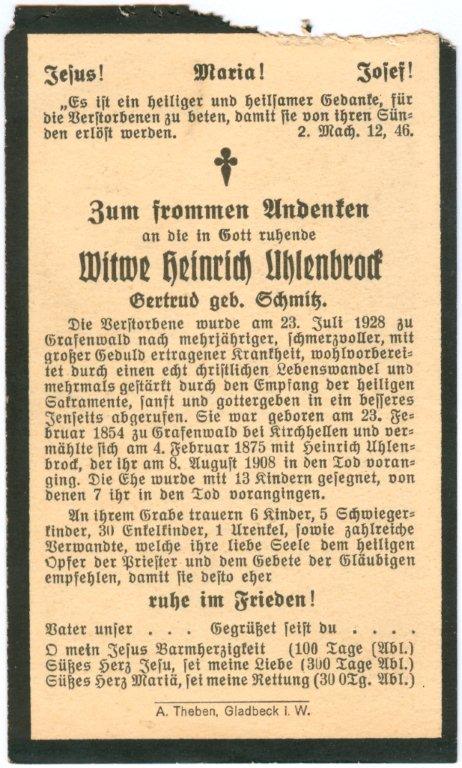 Jesus! Maria! Josef!
„Es ist ein heiliger und heilsamer Gedanke, für
die Verstorbenen zu beten, damit sie von ihren Sün-
den erlöst werden. 2. Mach. 12, 46.
Zum frommen Andenken
an die in Gott ruhende
Witwe Heinrich Uhlenbrock
Gertrud geb. Schmitz.
Die Verstorbene wurde am 23. Juli 1928 zu
Grafenwald nach mehrjähriger, schmerzvoller, mit
großer Geduld ertragener Krankheit, wohlvorberei-
tet durch einen echt christlichen Lebenswandel und
mehrmals gestärkt durch den Empfang der heiligen
Sakramente, sanft und gottergeben in ein besseres
Jenseits abgerufen. Sie war geboren am 23. Fe-
bruar 1854 zu Grafenwald bei Kirchhellen und ver-
mählte sich am 4. Februar 1875 mit Heinrich Uhlen-
brock, der ihr am 8. August 1908 in den Tod voran-
ging. Die Ehe wurde mit 13 Kindern gesegnet, von
denen 7 ihr in den Tod vorangingen.
An ihrem Grabe trauern 6 Kinder, 5 Schwieger-
kinder, 30 Enkelkinder, 1 Urenkel, sowie zahlreiche
Verwandte, welche ihre liebe Seele dem heiligen
Opfer der Priester und dem Gebete der Gläubigen
empfehlen, damit sie desto eher
ruhe im Frieden!
Vater unser . . . Gegrüßet seist du . . . .
O mein Jesus Barmherzigkeit (100 Tage (Abl.)
Süßes Herz Jesu, sei meine Liebe (300 Tage Abl.)
Süßes Herz Mariä, sei meine Rettung (300Tg. Abl.)
A. Theben, Gladbeck i. W.